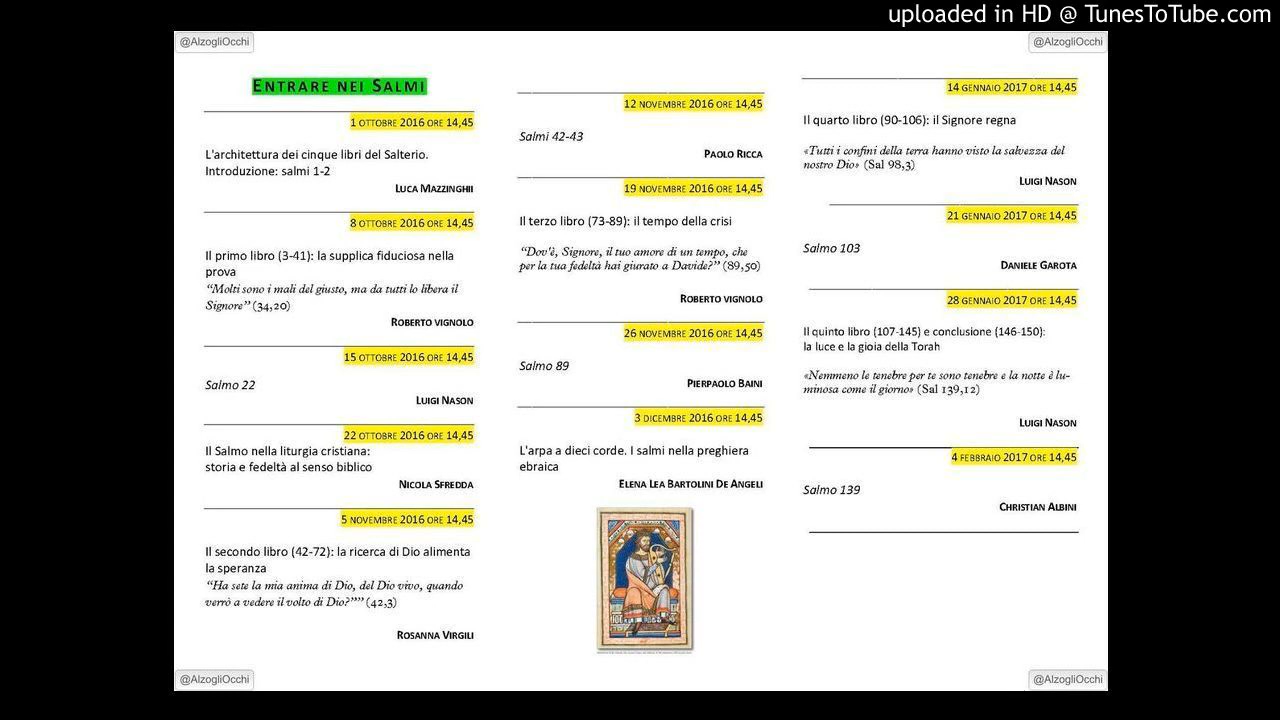 uploaded in HD @ TunesToTube.com
@AlzogliOcchi
@AlzogliOcchi
ENTRARE NEI SALMI
1 OTTOBRE 2016 ORE 14,45
L'architettura dei cinque libri del Salterio.
Introduzione: salmi 1-2
LUCA MAZZINGHI
8 OTTOBRE 2016 ORE 14,45
Il primo libro (3-41): la supplica fiduciosa nella
prova
“Molti sono i mali del giusto, ma da tutti lo libera il
Signore” (34,20)
ROBERTO VIGNOLO
15 OTTOBRE 2016 ORE 14,45
Salmo 22
LUIGI NASON
22 OTTOBRE 2016 ORE 14,45
Il Salmo nella liturgia cristiana:
storia e fedeltà al senso biblico
NICOLA SFREDDA
5 NOVEMBRE 2016 ORE 14,45
Il secondo libro (42-72): la ricerca di Dio alimenta
la speranza
“Ha sete la mia anima di Dio, del Dio vivo, quando
verrò a vedere il volto di Dio?”” (42,3)
ROSANNA VIRGILI
12 NOVEMBRE 2016 ORE 14,45
Salmi 42-43
PAOLO RICCA
19 NOVEMBRE 2016 ORE 14,45
Il terzo libro (73-89): il tempo della crisi
“Dov'è, Signore, il tuo amore di un tempo, che
per la tua fedeltà hai giurato a Davide?” (89,50)
ROBERTO VIGNOLO
26 NOVEMBRE 2016 ORE 14,45
Salmo 89
PIERPAOLO BAINI
3 DICEMBRE 2016 ORE 14,45
L'arpa a dieci corde. I salmi nella preghiera
ebraica
ELENA LEA BARTOLINI DE ANGELI
14 GENNAIO 2017 ORE 14,45
Il quarto libro (90-106): il Signore regna
«Tutti i confini della terra hanno visto la salvezza del
nostro Dio» (Sal 98,3)
LUIGI NASON
21 GENNAIO 2017 ORE 14,45
Salmo 103
DANIELE GAROTA
28 GENNAIO 2017 ORE 14,45
Il quinto libro (107-145) e conclusione (146-150):
la luce e la gioia della Torah
«Nemmeno le tenebre per te sono tenebre e la notte è lu-
minosa come il giorno» (Sal 139,12)
LUIGI NASON
4 FEBBRAIO 2017 ORE 14,45
Salmo 139
CHRISTIAN ALBINI
@AlzogliOcchi
@AlzogliOcchi